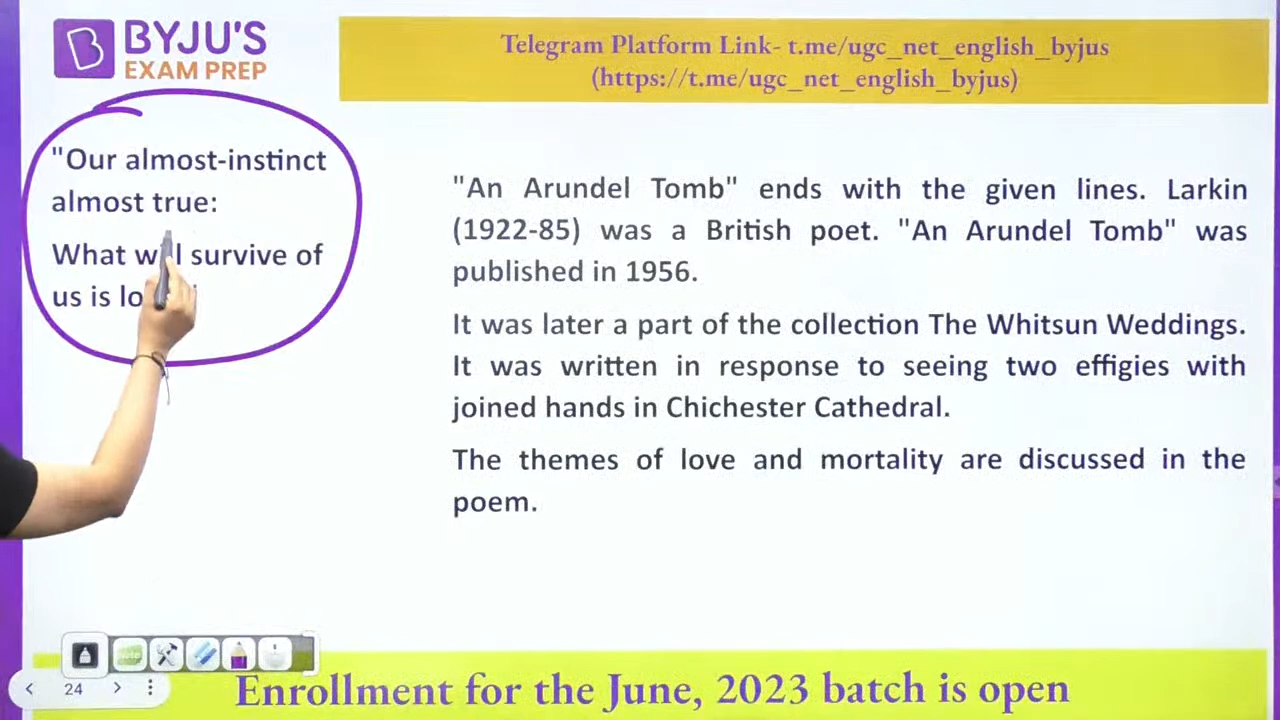 BYJU'S
EXAM PREP
Telegram Platform Link- t.me/ugc_net_english_byjus
(https://t.me/ugc_net_english_byjus)
"Our almost-instinct
almost true:
What will survive of
us is
"An Arundel Tomb" ends with the given lines. Larkin
(1922-85) was a British poet. "An Arundel Tomb" was
published in 1956.
It was later a part of the collection The Whitsun Weddings.
It was written in response to seeing two effigies with
joined hands in Chichester Cathedral.
The themes of love and mortality are discussed in the
poem.
24
Enrollment for the June, 2023 batch is open